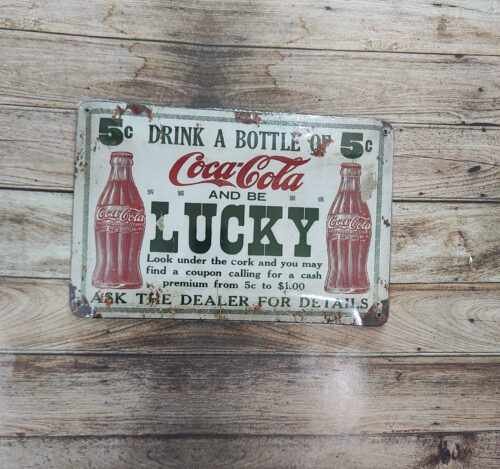 5c DRINK A BOTTLE OF 5c
Coca-Cola
AND BE
LUCKY
Coca-Cola
Coca-Cola
Look under the cork and you may
find a coupon calling for a cash
premium from 5c to $1.00
ASK THE DEALER FOR DETAILS